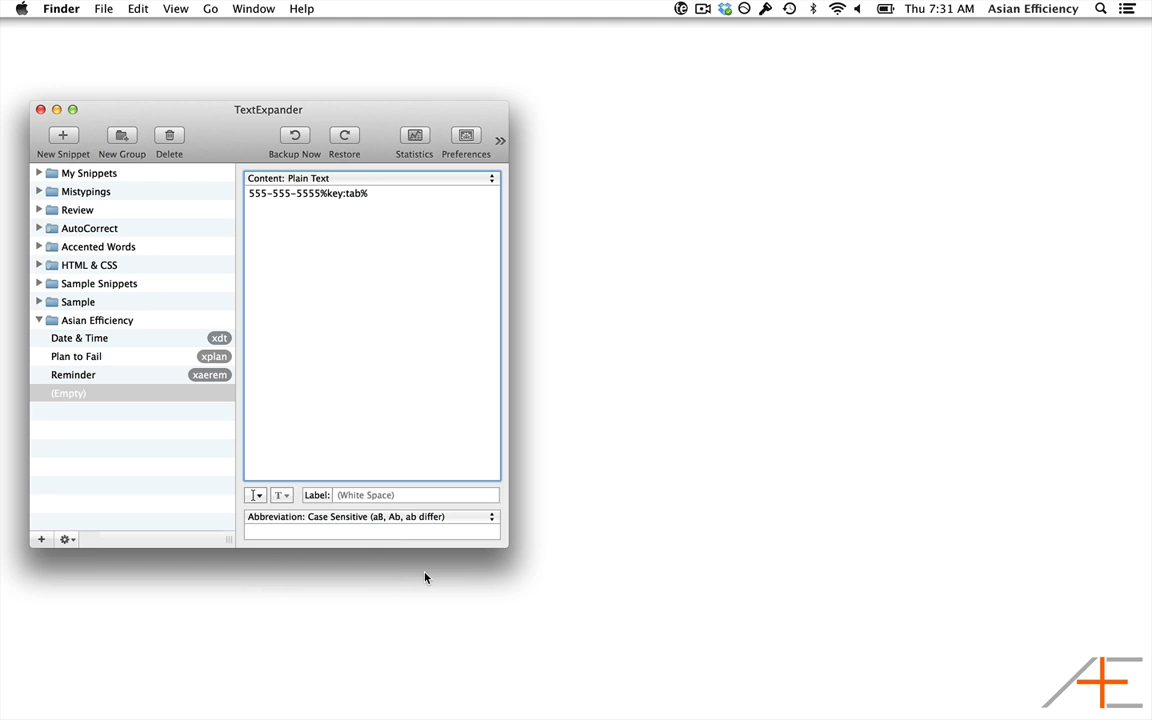 Finder File Edit View Go Window Help Thu 7:31 AM Asian Efficiency
TextExpander
New Snippet New Group Delete Backup Now Restore Statistics Preferences
My Snippets
Mistypings
Review
AutoCorrect
Accented Words
HTML & CSS
Sample Snippets
Sample
Asian Efficiency
Date & Time xdt
Plan to Fail xplan
Reminder xaerem
(Empty)
Content: Plain Text
555-555-5555%key:tab%
Label: (White Space)
Abbreviation: Case Sensitive (aB, Ab, ab differ)
AE